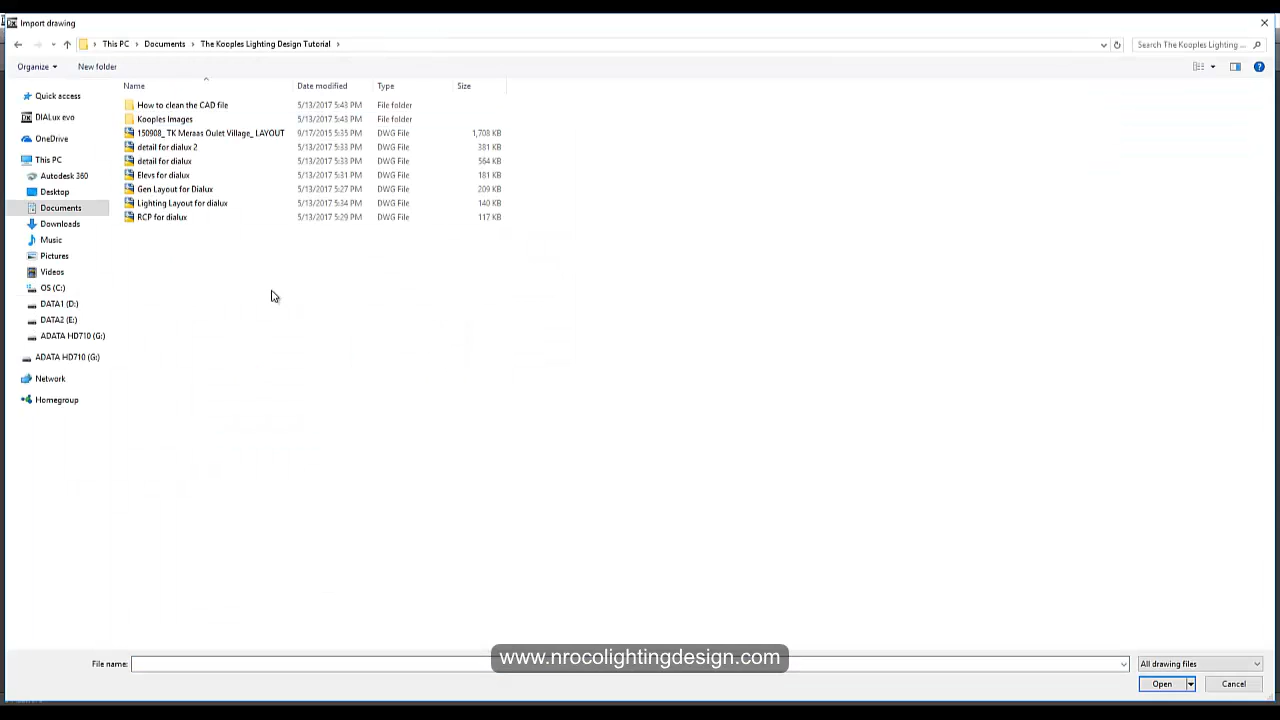 Import drawing
This PC > Documents > The Kooples Lighting Design Tutorial >
Search The Kooples Lighting ...
Organize New folder
Name Date modified Type Size
Quick access
DIALux evo
OneDrive
This PC
Autodesk 360
Desktop
Documents
Downloads
Music
Pictures
Videos
OS (C:)
DATA1 (D:)
DATA2 (E:)
ADATA HD710 (G:)
ADATA HD710 (G:)
Network
Homegroup
How to clean the CAD file 5/13/2017 5:43 PM File folder
Kooples Images 5/13/2017 5:43 PM File folder
150908_ TK Meraas Oulet Village_ LAYOUT 9/17/2015 5:35 PM DWG File 1,708 KB
detail for dialux 2 5/13/2017 5:33 PM DWG File 381 KB
detail for dialux 5/13/2017 5:33 PM DWG File 564 KB
Elevs for dialux 5/13/2017 5:31 PM DWG File 181 KB
Gen Layout for Dialux 5/13/2017 5:27 PM DWG File 209 KB
Lighting Layout for dialux 5/13/2017 5:34 PM DWG File 140 KB
RCP for dialux 5/13/2017 5:29 PM DWG File 117 KB
File name:
www.nrocolightingdesign.com
All drawing files
Open Cancel